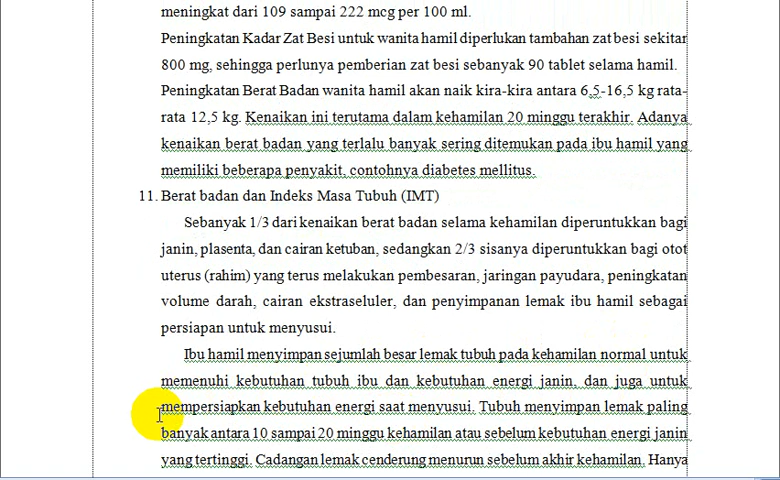 meningkat dari 109 sampai 222 mcg per 100 ml.
Peningkatan Kadar Zat Besi untuk wanita hamil diperlukan tambahan zat besi sekitar
800 mg, sehingga perlunya pemberian zat besi sebanyak 90 tablet selama hamil.
Peningkatan Berat Badan wanita hamil akan naik kira-kira antara 6,5-16,5 kg rata-
rata 12,5 kg. Kenaikan ini terutama dalam kehamilan 20 minggu terakhir. Adanya
kenaikan berat badan yang terlalu banyak sering ditemukan pada ibu hamil yang
memiliki beberapa penyakit, contohnya diabetes mellitus.
11. Berat badan dan Indeks Masa Tubuh (IMT)
Sebanyak 1/3 dari kenaikan berat badan selama kehamilan diperuntukkan bagi
janin, plasenta, dan cairan ketuban, sedangkan 2/3 sisanya diperuntukkan bagi otot
uterus (rahim) yang terus melakukan pembesaran, jaringan payudara, peningkatan
volume darah, cairan ekstraseluler, dan penyimpanan lemak ibu hamil sebagai
persiapan untuk menyusui.
Ibu hamil menyimpan sejumlah besar lemak tubuh pada kehamilan normal untuk
memenuhi kebutuhan tubuh ibu dan kebutuhan energi janin, dan juga untuk
mempersiapkan kebutuhan energi saat menyusui. Tubuh menyimpan lemak paling
banyak antara 10 sampai 20 minggu kehamilan atau sebelum kebutuhan energi janin
yang tertinggi. Cadangan lemak cenderung menurun sebelum akhir kehamilan. Hanya